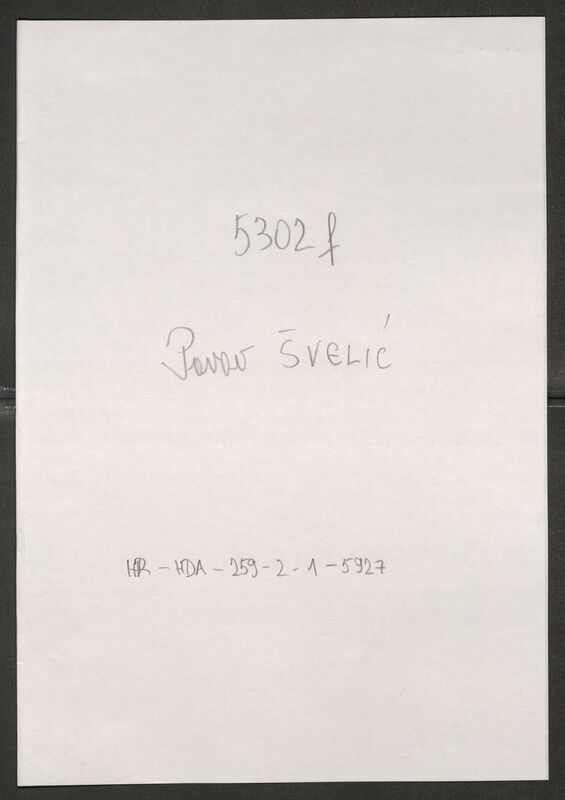 5302 f
Pavao ŠVELIĆ
HR-HDA-259-2-1-5927